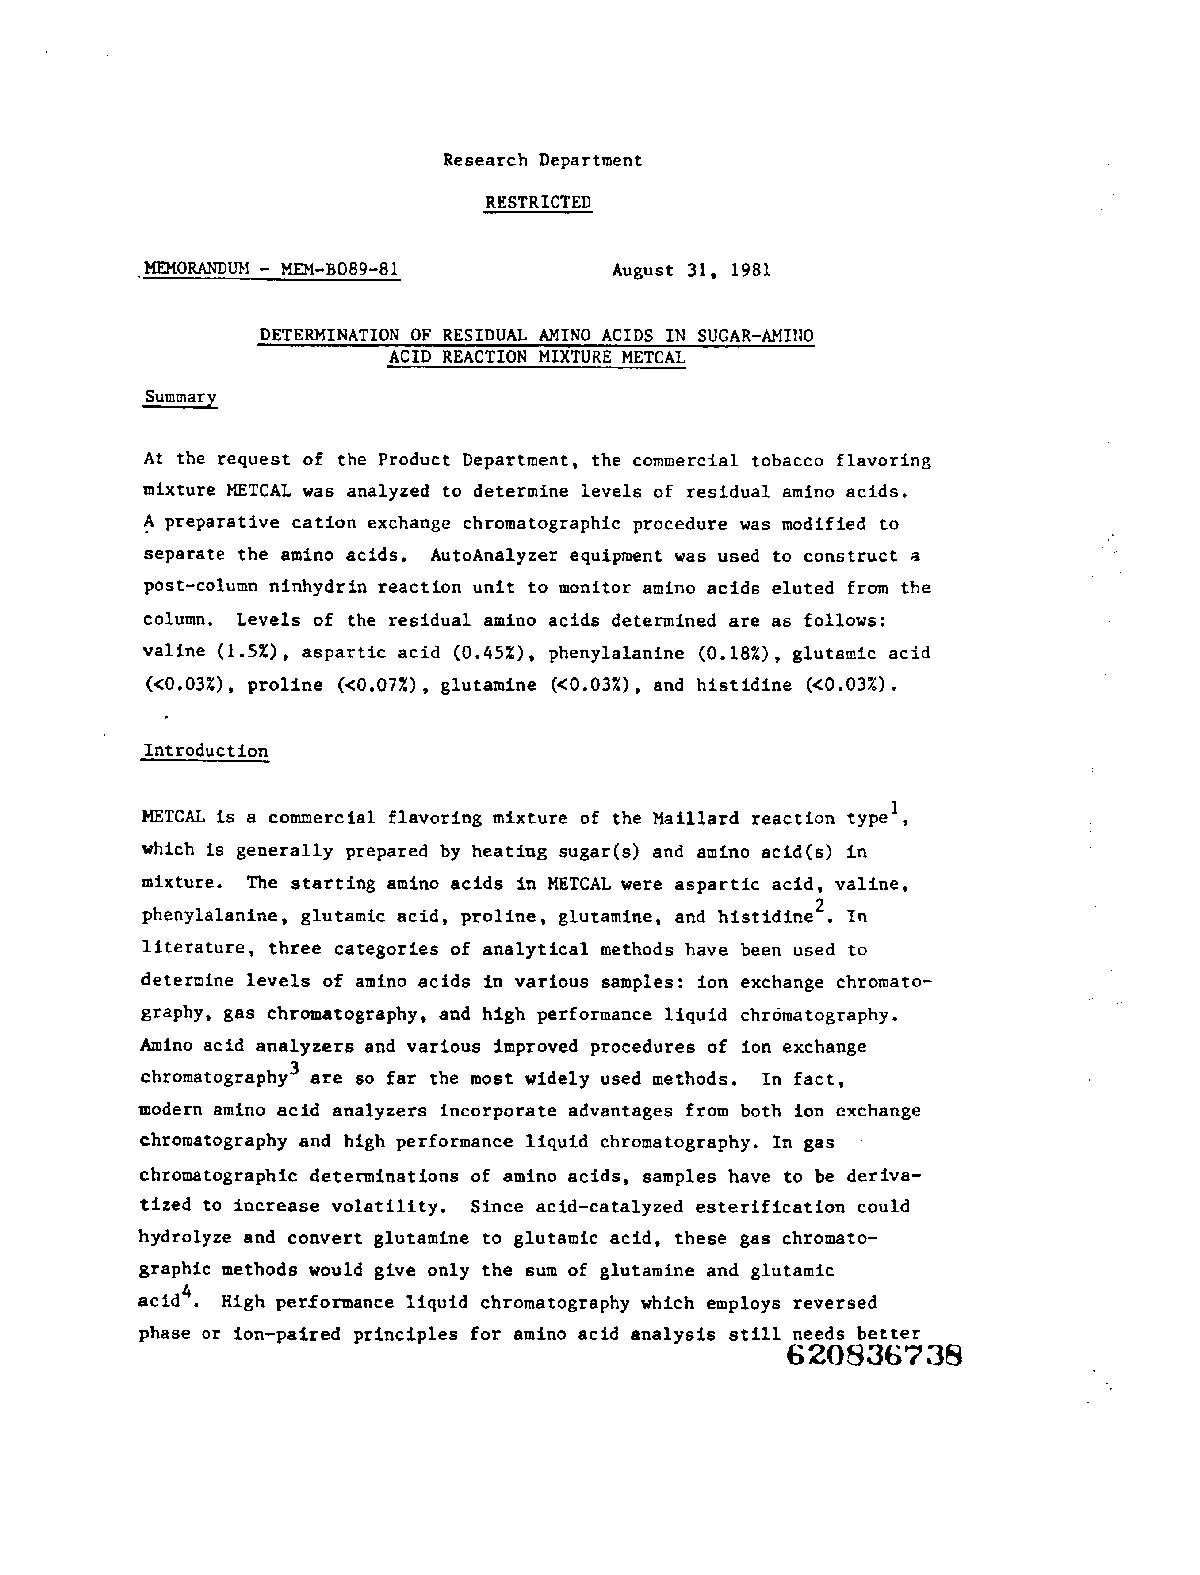 Research Department
RESTRICTED
MEMORANDUM - MEM-B089-81 August 31, 1981
DETERMINATION OF RESIDUAL AMINO ACIDS IN SUGAR-AMINO
ACID REACTION MIXTURE METCAL
Summary
At the request of the Product Department, the commercial tobacco flavoring
mixture METCAL was analyzed to determine levels of residual amino acids.
A preparative cation exchange chromatographic procedure was modified to
separate the amino acids. AutoAnalyzer equipment was used to construct a
post-column ninhydrin reaction unit to monitor amino acids eluted from the
column. Levels of the residual amino acids determined are as follows:
valine (1.5%), aspartic acid (0.45%), phenylalanine (0.18%), glutamic acid
(<0.03%), proline (<0.07%), glutamine (<0.03%), and histidine (<0.03%).
Introduction
METCAL is a commercial flavoring mixture of the Maillard reaction type1,
which is generally prepared by heating sugar(s) and amino acid(s) in
mixture. The starting amino acids in METCAL were aspartic acid, valine,
phenylalanine, glutamic acid, proline, glutamine, and histidine2. In
literature, three categories of analytical methods have been used to
determine levels of amino acids in various samples: ion exchange chromato-
graphy, gas chromatography, and high performance liquid chromatography.
Amino acid analyzers and various improved procedures of ion exchange
chromatography3 are so far the most widely used methods. In fact,
modern amino acid analyzers incorporate advantages from both ion exchange
chromatography and high performance liquid chromatography. In gas
chromatographic determinations of amino acids, samples have to be deriva-
tized to increase volatility. Since acid-catalyzed esterification could
hydrolyze and convert glutamine to glutamic acid, these gas chromato-
graphic methods would give only the sum of glutamine and glutamic
acid4. High performance liquid chromatography which employs reversed
phase or ion-paired principles for amino acid analysis still needs better
620836738